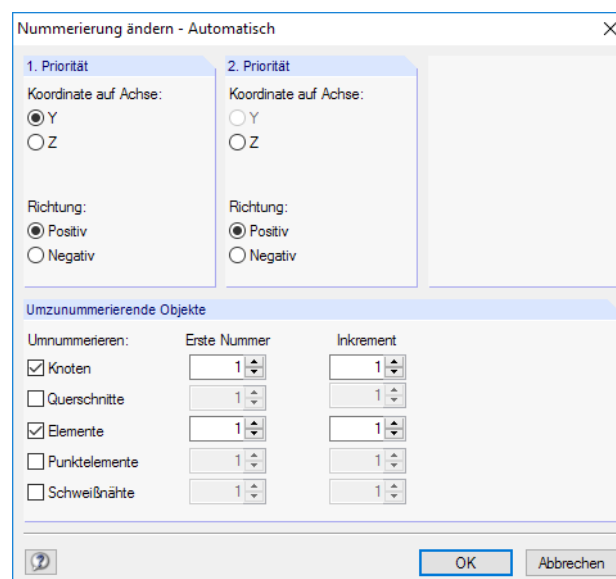 Nummerierung ändern - Automatisch
1. Priorität
2. Priorität
Koordinate auf Achse:
Koordinate auf Achse:
Y
Y
Z
Z
Richtung:
Richtung:
Positiv
Positiv
Negativ
Negativ
Umzunummerierende Objekte
Umnummerieren:
Erste Nummer
Inkrement
Knoten
1
1
Querschnitte
1
1
Elemente
1
1
Punktelemente
1
1
Schweißnähte
1
1
OK
Abbrechen